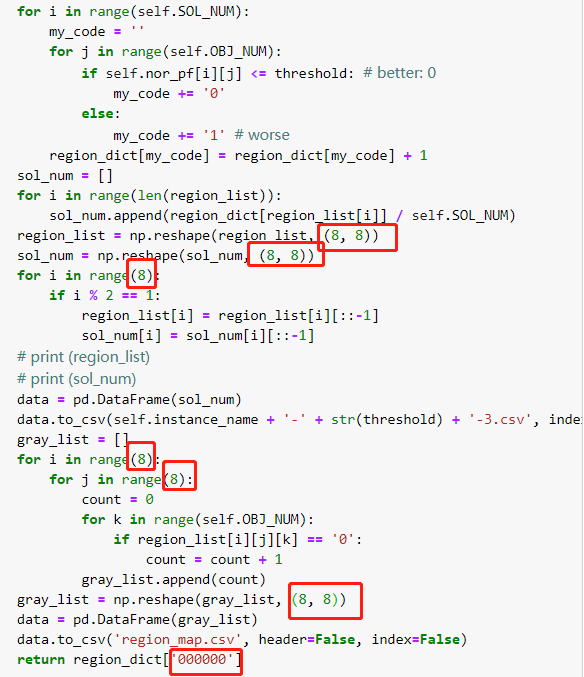 for i in range(self.SOL_NUM):
    my_code = ''
    for j in range(self.OBJ_NUM):
        if self.nor_pf[i][j] <= threshold: # better: 0
            my_code += '0'
        else:
            my_code += '1' # worse
    region_dict[my_code] = region_dict[my_code] + 1
sol_num = []
for i in range(len(region_list)):
    sol_num.append(region_dict[region_list[i]] / self.SOL_NUM)
region_list = np.reshape(region_list, (8, 8))
sol_num = np.reshape(sol_num, (8, 8))
for i in range(8):
    if i % 2 == 1:
        region_list[i] = region_list[i][::-1]
        sol_num[i] = sol_num[i][::-1]
# print (region_list)
# print (sol_num)
data = pd.DataFrame(sol_num)
data.to_csv(self.instance_name + '-' + str(threshold) + '-3.csv', inde
gray_list = []
for i in range(8):
    for j in range(8):
        count = 0
        for k in range(self.OBJ_NUM):
            if region_list[i][j][k] == '0':
                count = count + 1
        gray_list.append(count)
gray_list = np.reshape(gray_list, (8, 8))
data = pd.DataFrame(gray_list)
data.to_csv('region_map.csv', header=False, index=False)
return region_dict['000000']